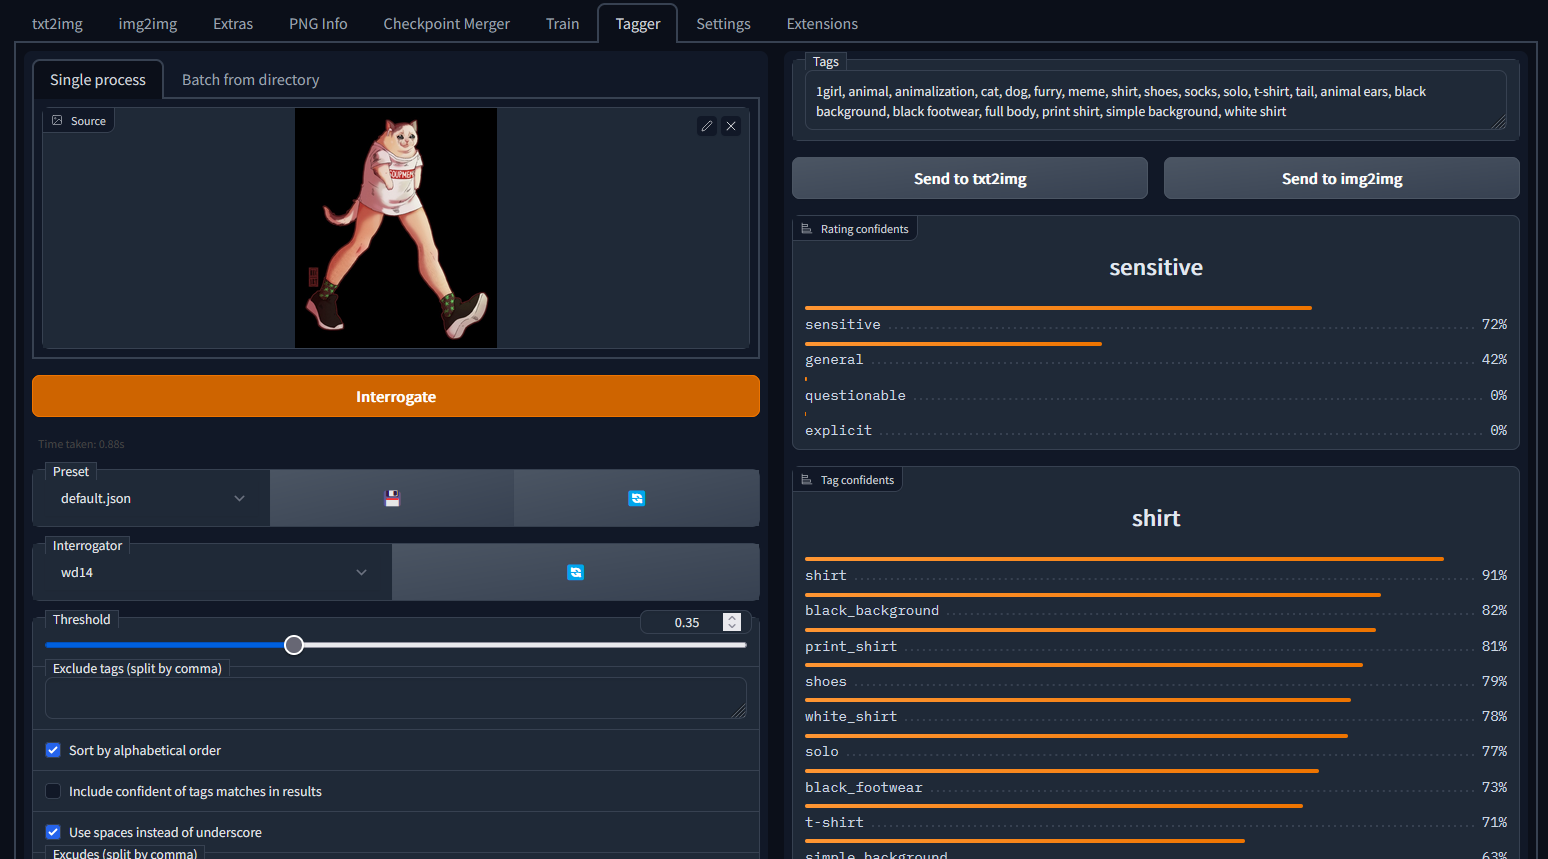 txt2img
img2img
Extras
PNG Info
Checkpoint Merger
Train
Tagger
Settings
Extensions
Single process
Batch from directory
Source
Interrogate
Time taken: 0.88s
Preset
default.json
Interrogator
wd14
Threshold
0.35
Exclude tags (split by comma)
Sort by alphabetical order
Include confident of tags matches in results
Use spaces instead of underscore
Excudes (split by comma)
Tags
1girl, animal, animalization, cat, dog, furry, meme, shirt, shoes, socks, solo, t-shirt, tail, animal ears, black
background, black footwear, full body, print shirt, simple background, white shirt
Send to txt2img
Send to img2img
Rating confidents
sensitive
sensitive 72%
general 42%
questionable 0%
explicit 0%
Tag confidents
shirt
shirt 91%
black_background 82%
print_shirt 81%
shoes 79%
white_shirt 78%
solo 77%
black_footwear 73%
t-shirt 71%
simple_background 63%